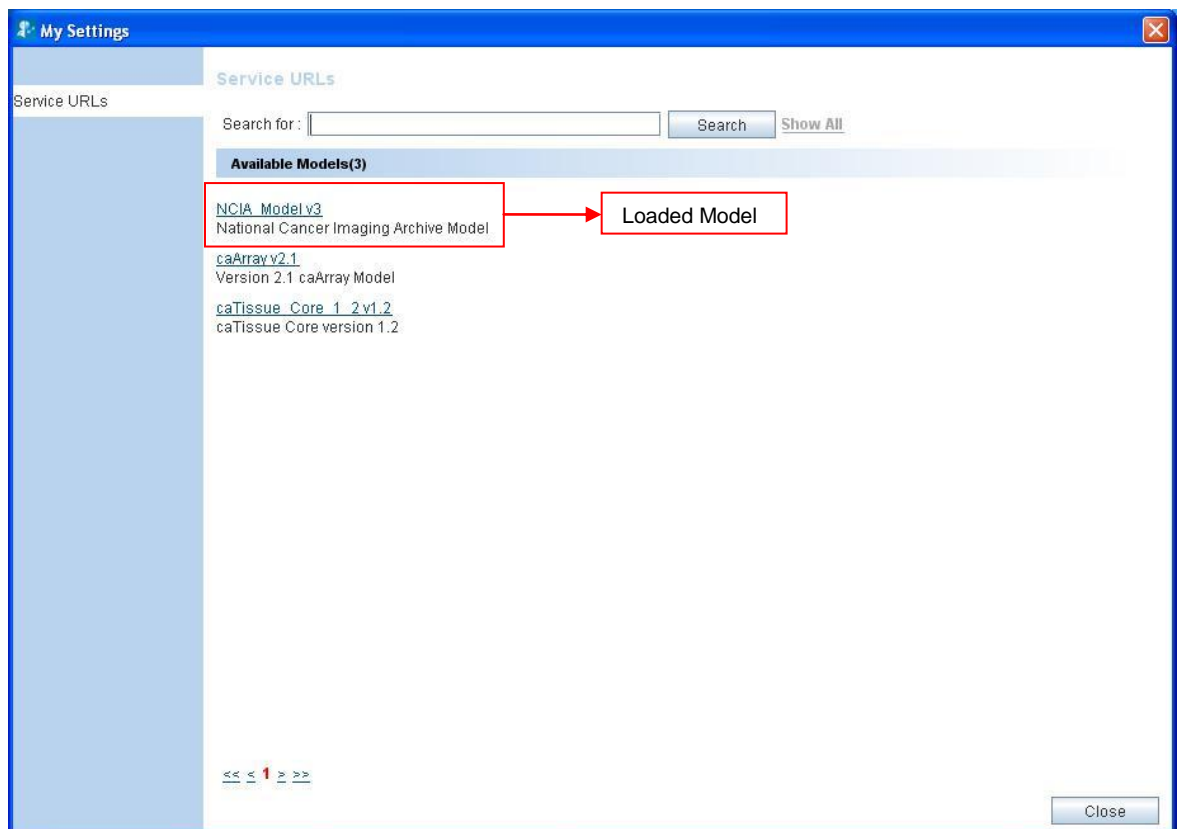 My Settings
Service URLs
Service URLs
Search for :
Search
Show All
Available Models(3)
NCIA_Model v3
National Cancer Imaging Archive Model
Loaded Model
caArray v2.1
Version 2.1 caArray Model
caTissue_Core_1_2 v1.2
caTissue Core version 1.2
<< < 1 > >>
Close